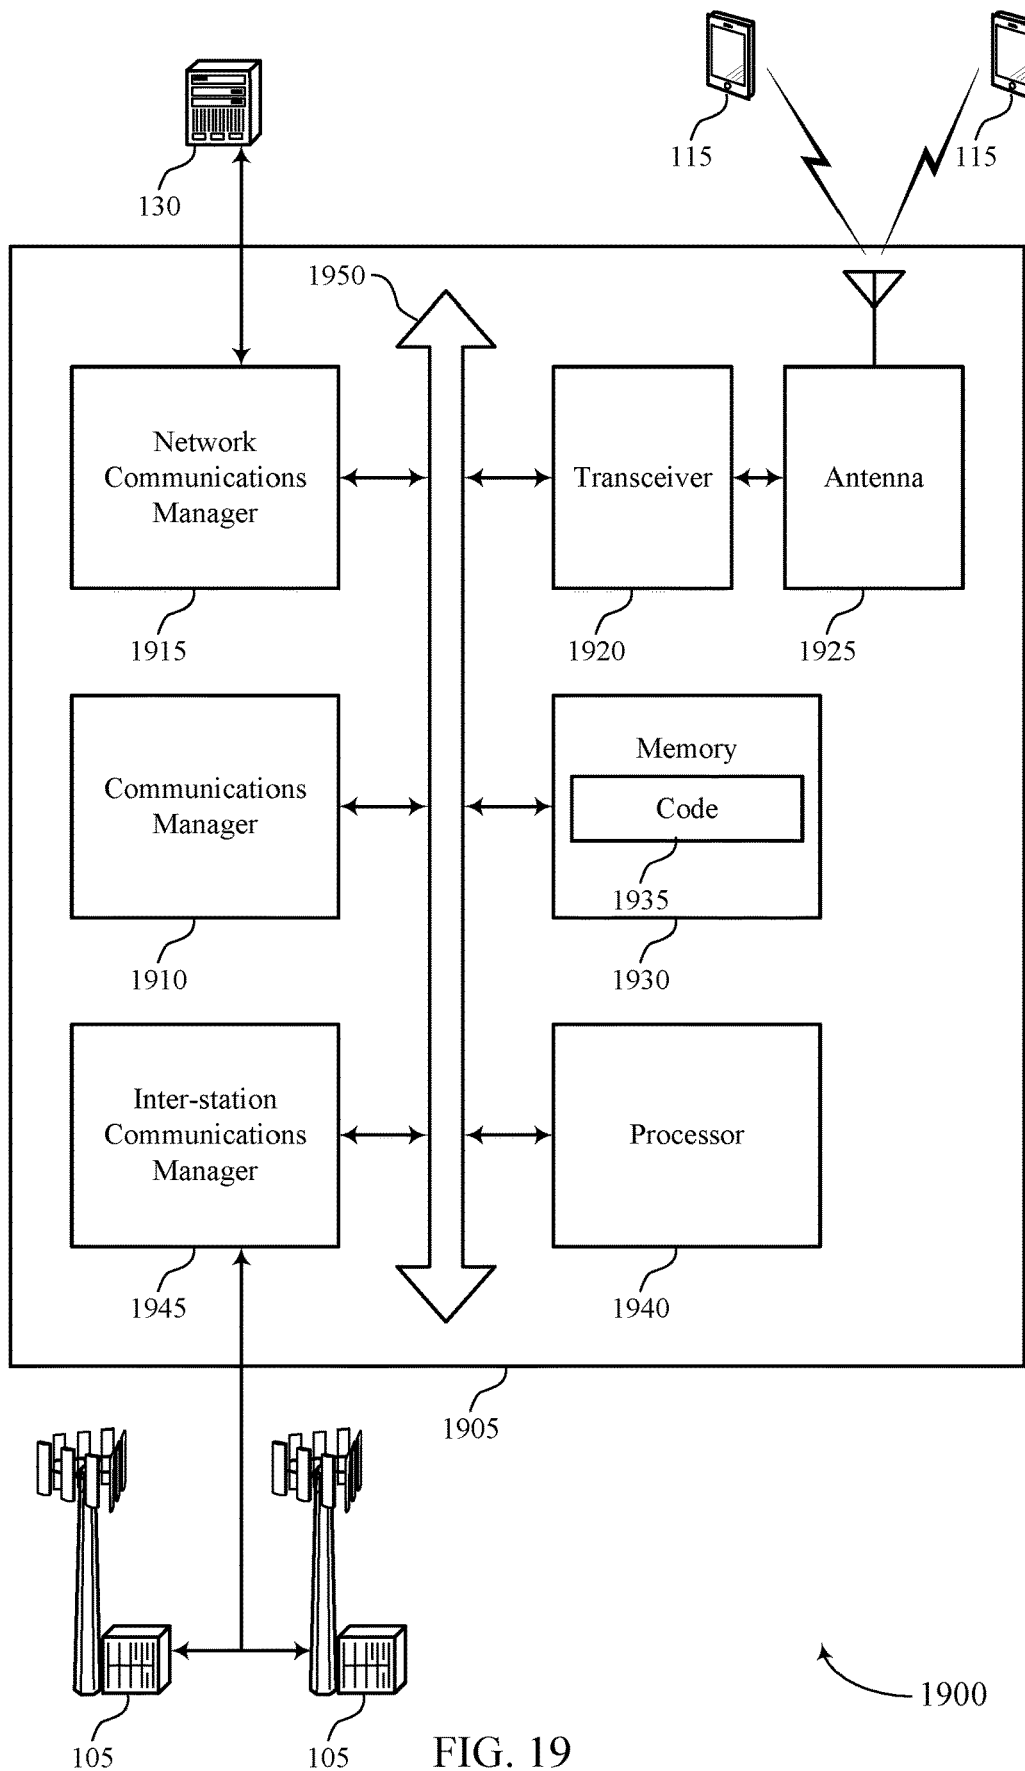 130
115
115
1950
Network
Communications
Manager
Transceiver
Antenna
1915
1920
1925
Communications
Manager
Memory
Code
1935
1910
1930
Inter-station
Communications
Manager
Processor
1945
1940
1905
1900
105
105
FIG. 19